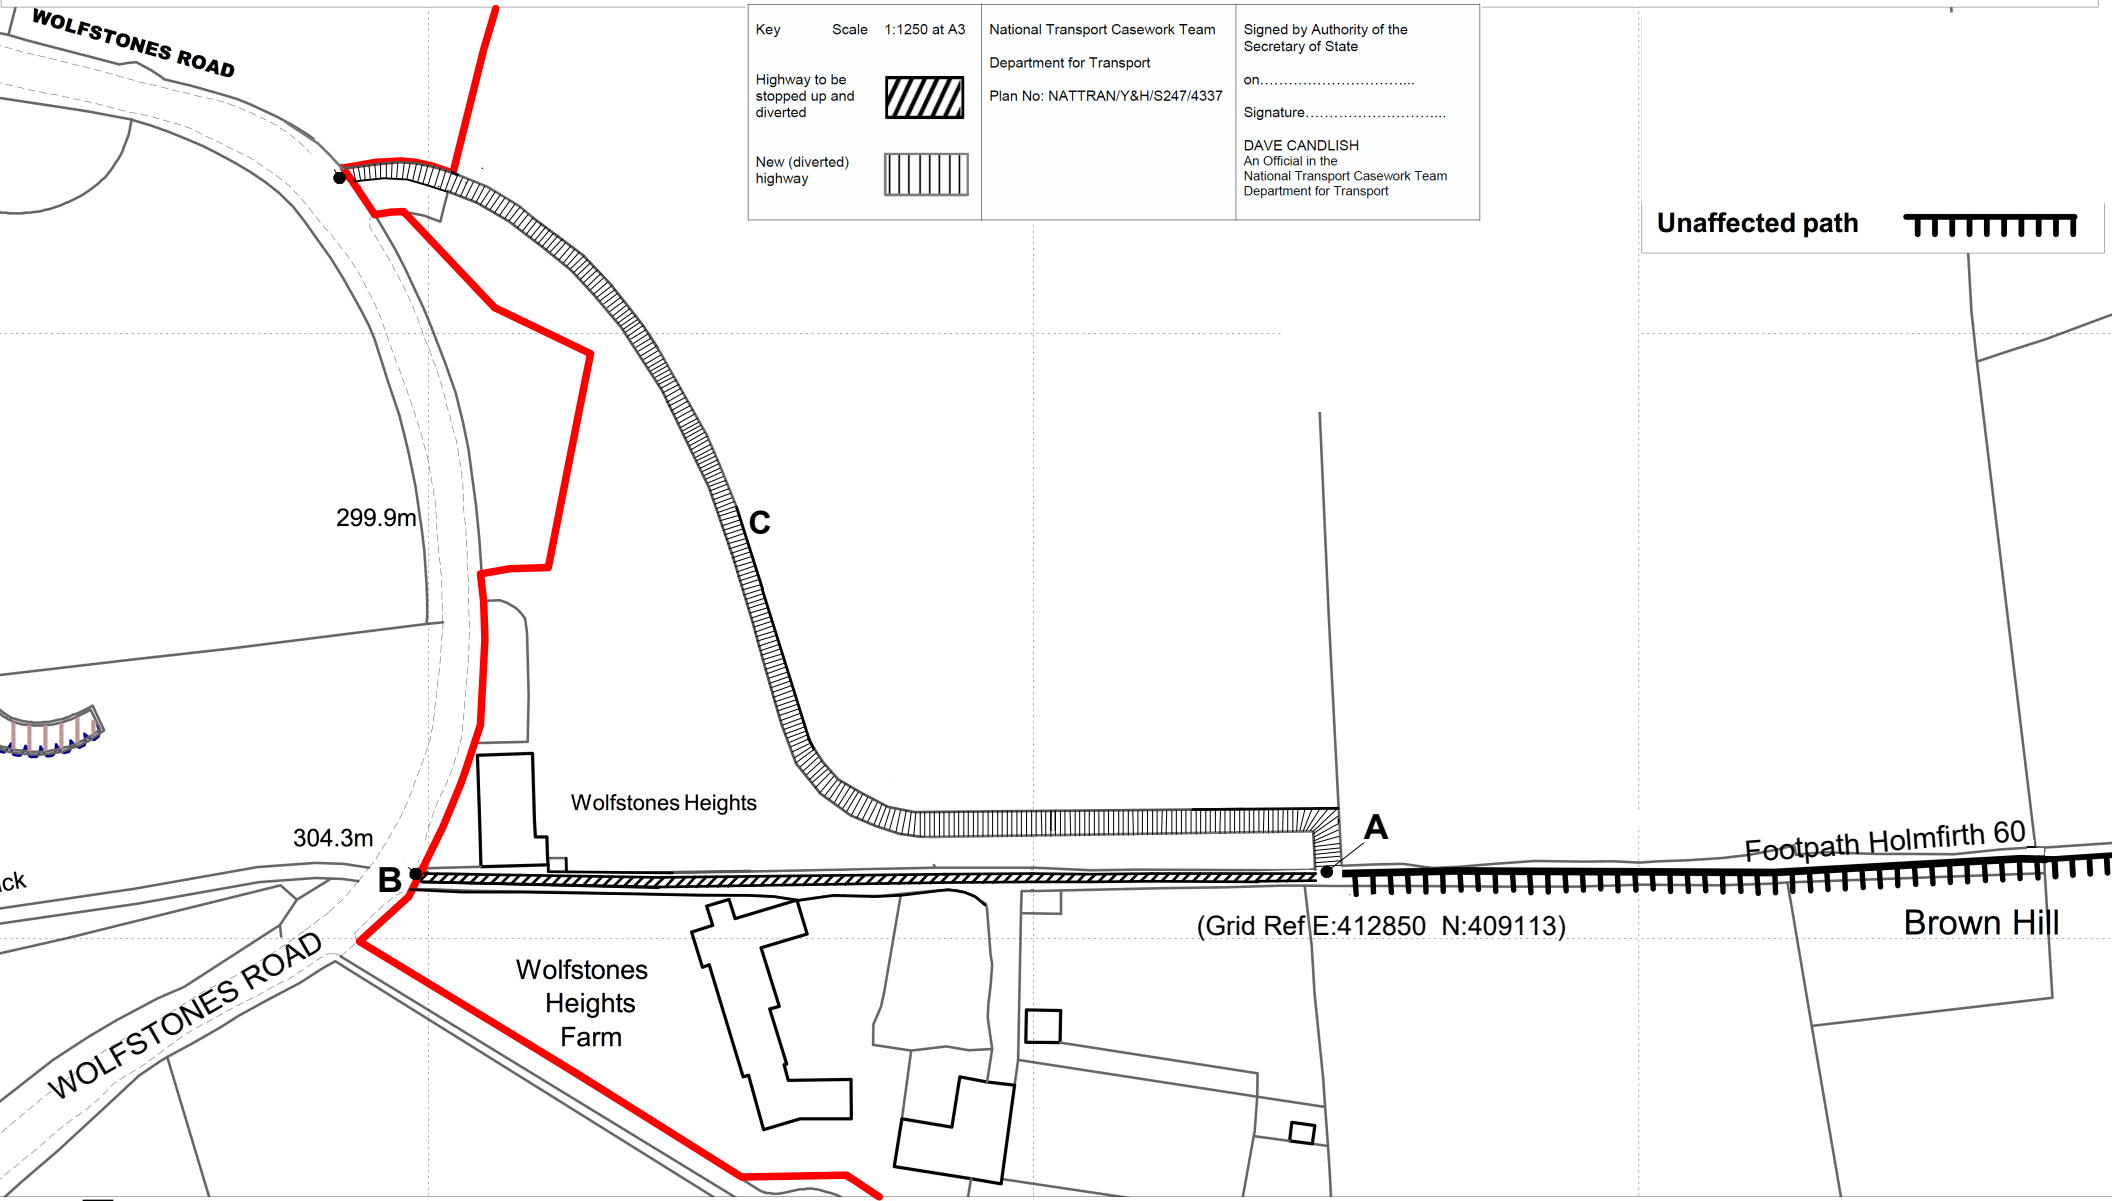 WOLFSTONES ROAD
Key Scale 1:1250 at A3
Highway to be
stopped up and
diverted
New (diverted)
highway
National Transport Casework Team
Department for Transport
Plan No: NATTRAN/Y&H/S247/4337
Signed by Authority of the
Secretary of State
on…………………………...
Signature………………………...
DAVE CANDLISH
An Official in the
National Transport Casework Team
Department for Transport
Unaffected path
299.9m
C
Wolfstones Heights
304.3m
A
Footpath Holmfirth 60
B
ck
(Grid Ref E:412850 N:409113)
Brown Hill
WOLFSTONES ROAD
Wolfstones
Heights
Farm